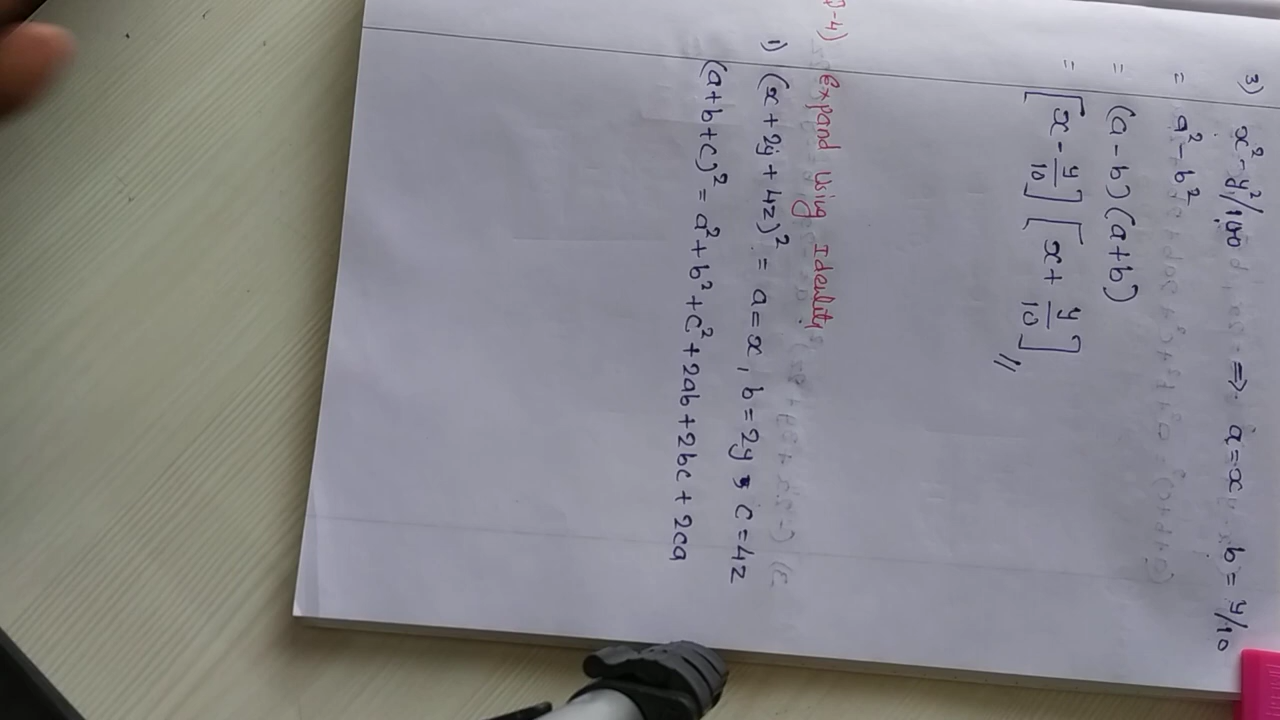 3) x² - y²/100 => a = x, b = y/10
= a² - b²
= (a - b) (a + b)
= [x - y/10] [x + y/10] //
-4) expand using Identity
1) (x + 2y + 4z)² = a = x, b = 2y, c = 4z
(a + b + c)² = a² + b² + c² + 2ab + 2bc + 2ca